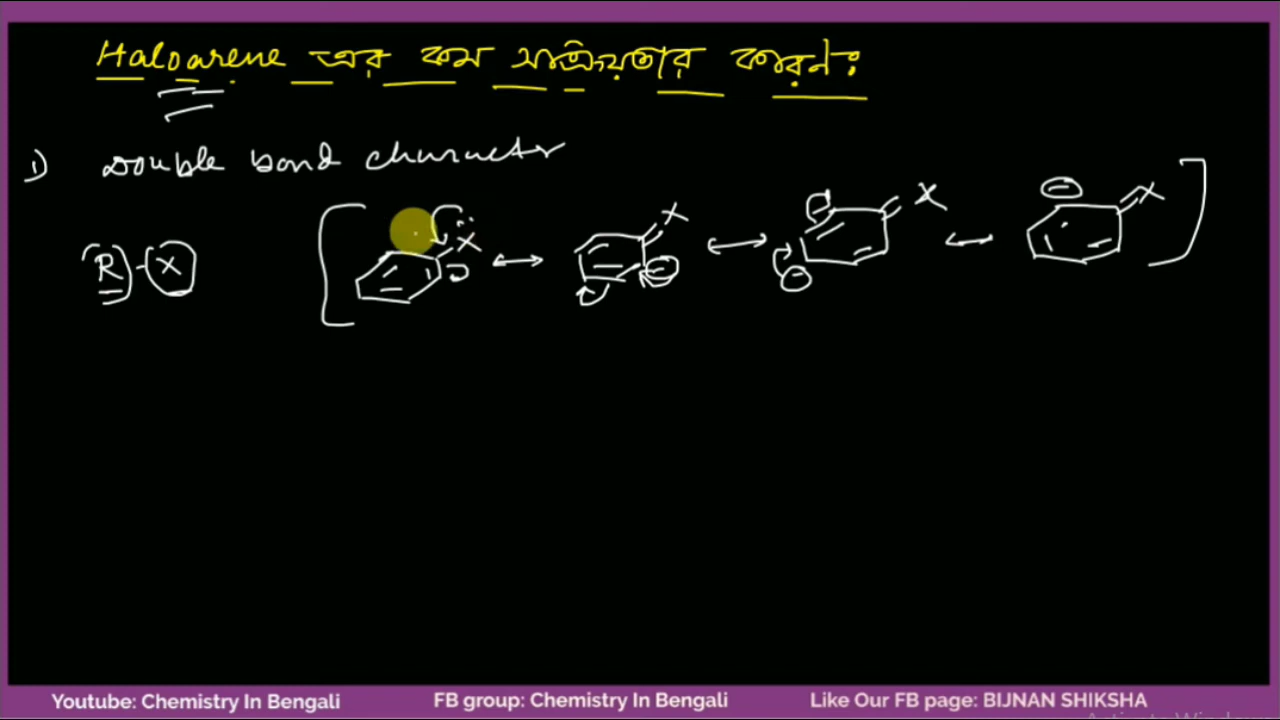 Haloarene এর কম সক্রিয়তার কারণ:
1) Double bond character
R - X
X ⟷ X ⟷ X ⟷ X
Youtube: Chemistry In Bengali FB group: Chemistry In Bengali Like Our FB page: BIJNAN SHIKSHA